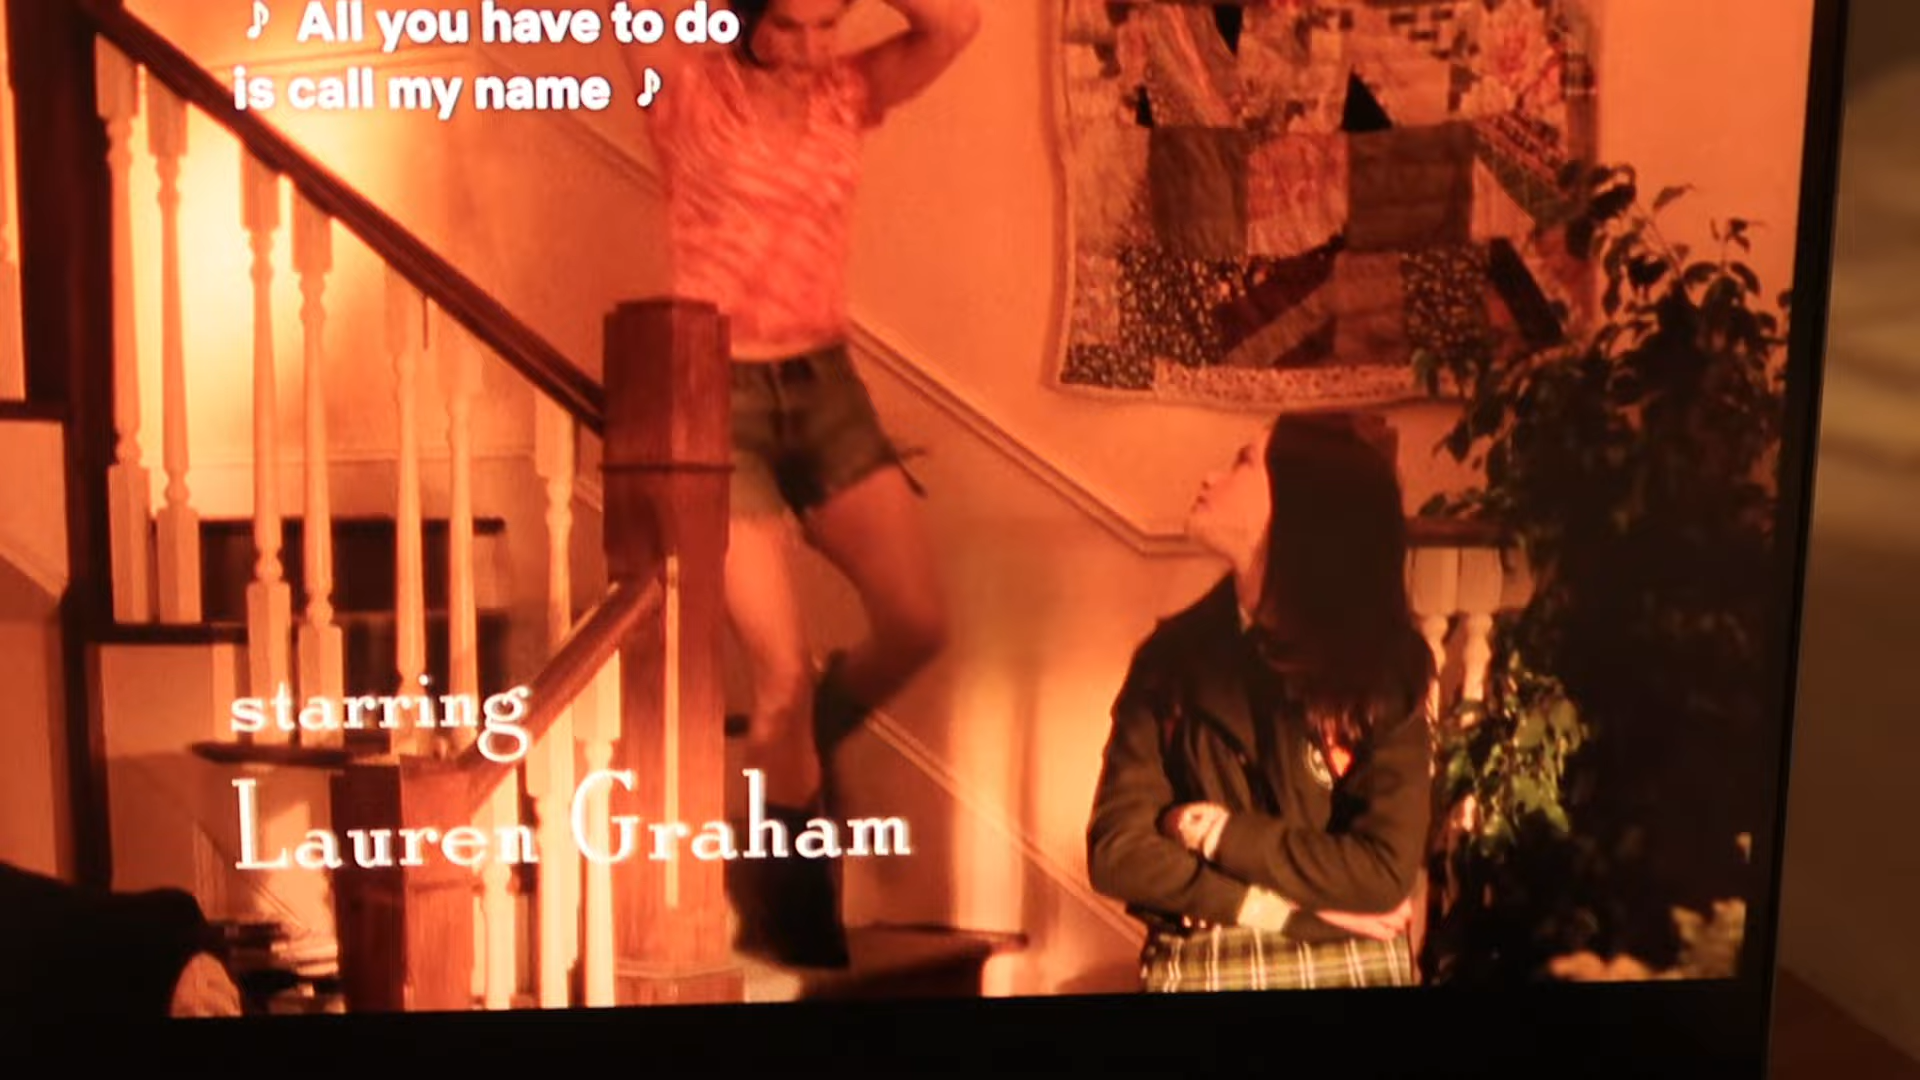 ♪ All you have to do
is call my name ♪
starring
Lauren Graham